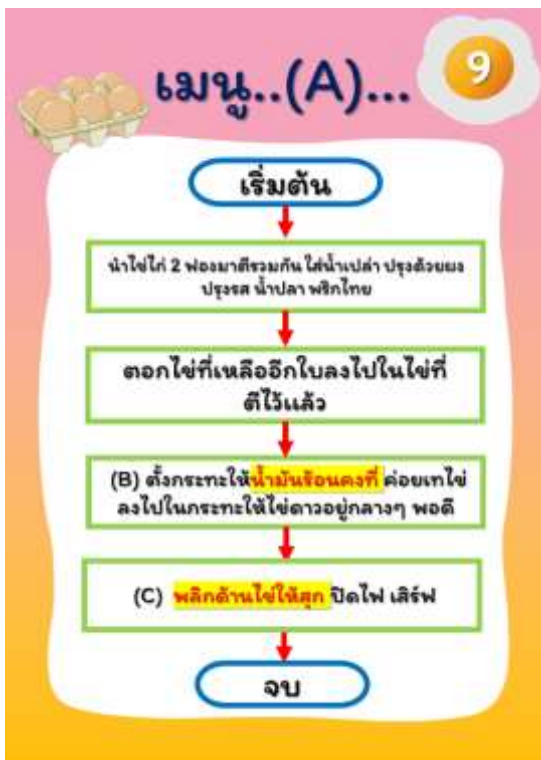 9
เมนู..(A)...
เริ่มต้น
นำไข่ไก่ 2 ฟองมาตีรวมกัน ใส่น้ำเปล่า ปรุงด้วยผง
ปรุงรส น้ำปลา พริกไทย
ตอกไข่ที่เหลืออีกใบลงไปในไข่ที่
ตีไว้แล้ว
(B) ตั้งกระทะให้น้ำมันร้อนคงที่ ค่อยเทไข่
ลงไปในกระทะให้ไข่ดาวอยู่กลางๆ พอดี
(C) พลิกด้านไข่ให้สุก ปิดไฟ เสิร์ฟ
จบ